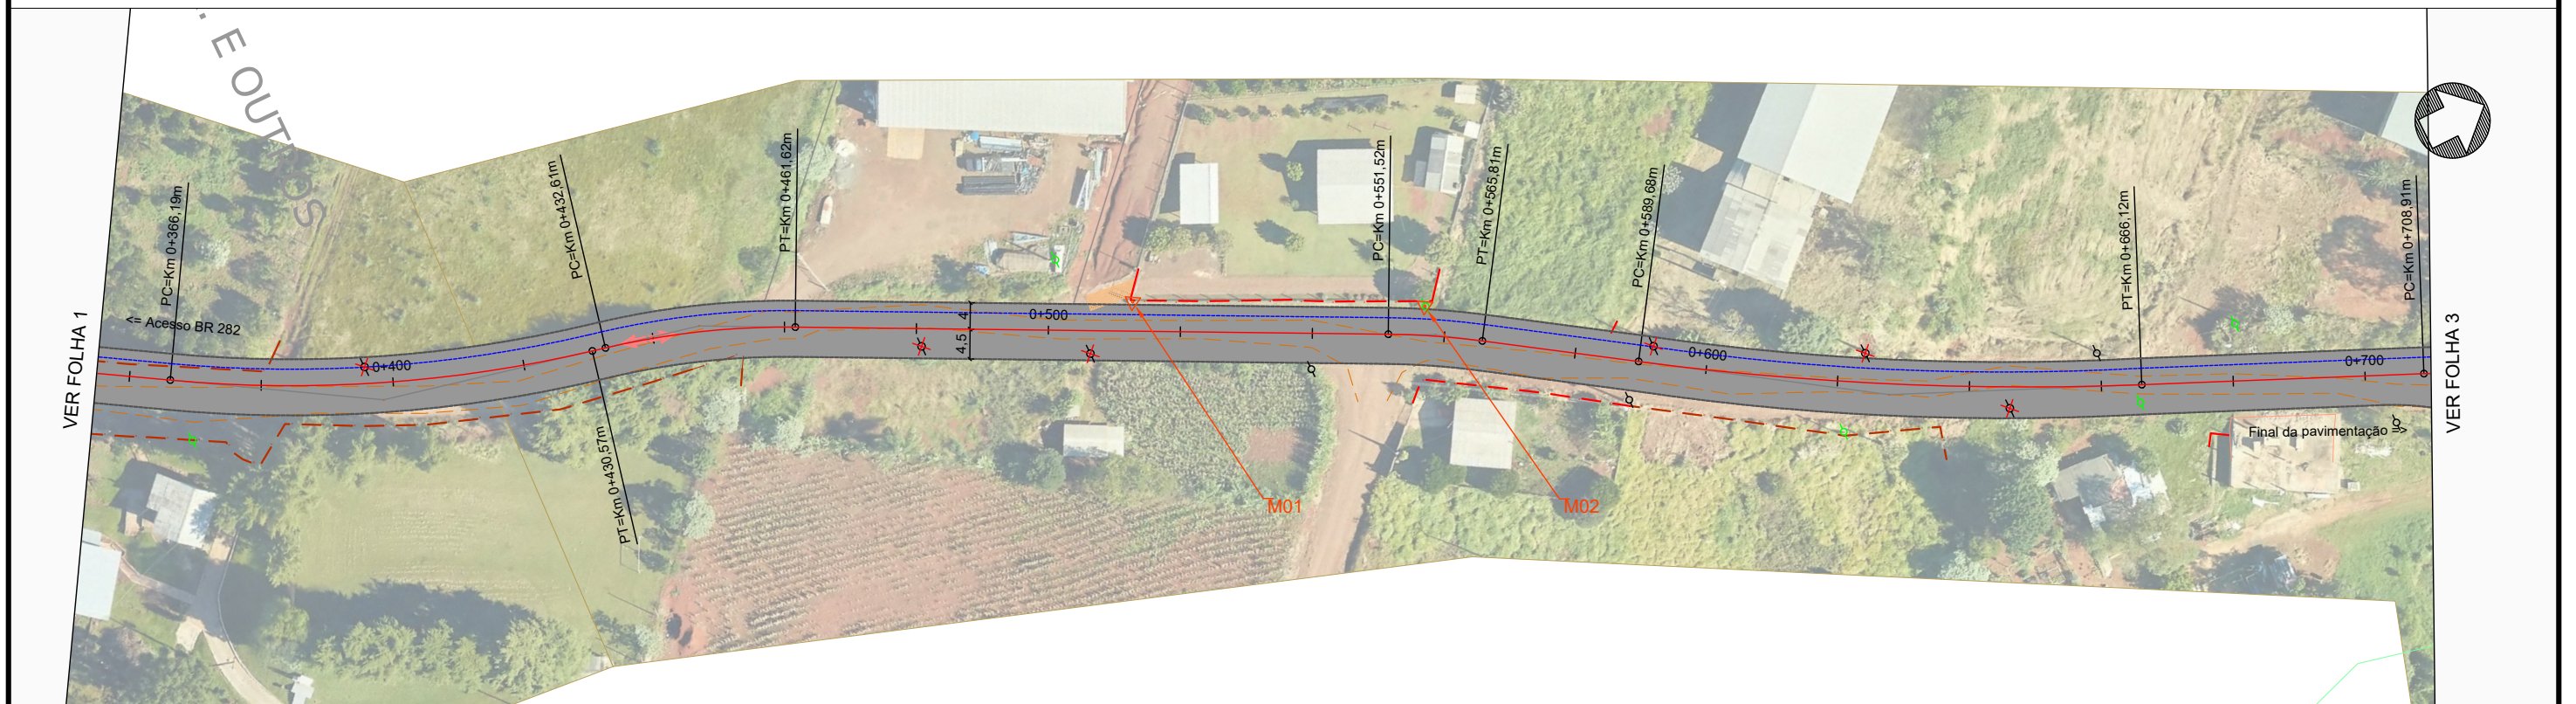 . E OUT OS
VER FOLHA 1
PC=Km 0+366,19m
<= Acesso BR 282
0+400
PC=Km 0+432,61m
PT=Km 0+430,57m
PT=Km 0+461,62m
4
4.5
0+500
M01
PC=Km 0+551,52m
PT=Km 0+565,81m
M02
PC=Km 0+589,68m
0+600
PT=Km 0+666,12m
PC=Km 0+708,91m
0+700
Final da pavimentação =>
VER FOLHA 3